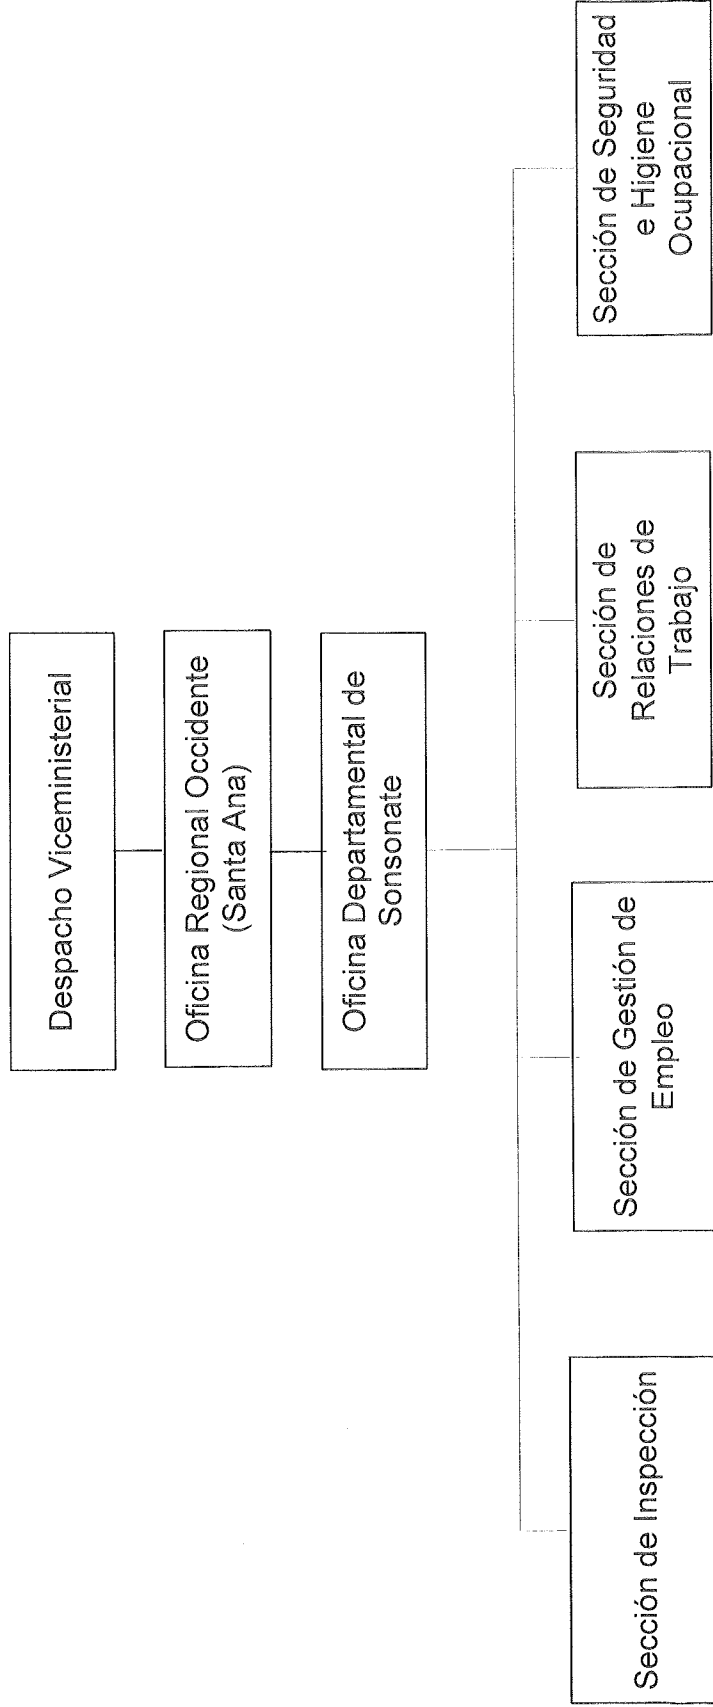 Despacho Viceministerial
Oficina Regional Occidente
(Santa Ana)
Oficina Departamental de
Sonsonate
Sección de Inspección
Sección de Gestión de
Empleo
Sección de
Relaciones de
Trabajo
Sección de Seguridad
e Higiene
Ocupacional